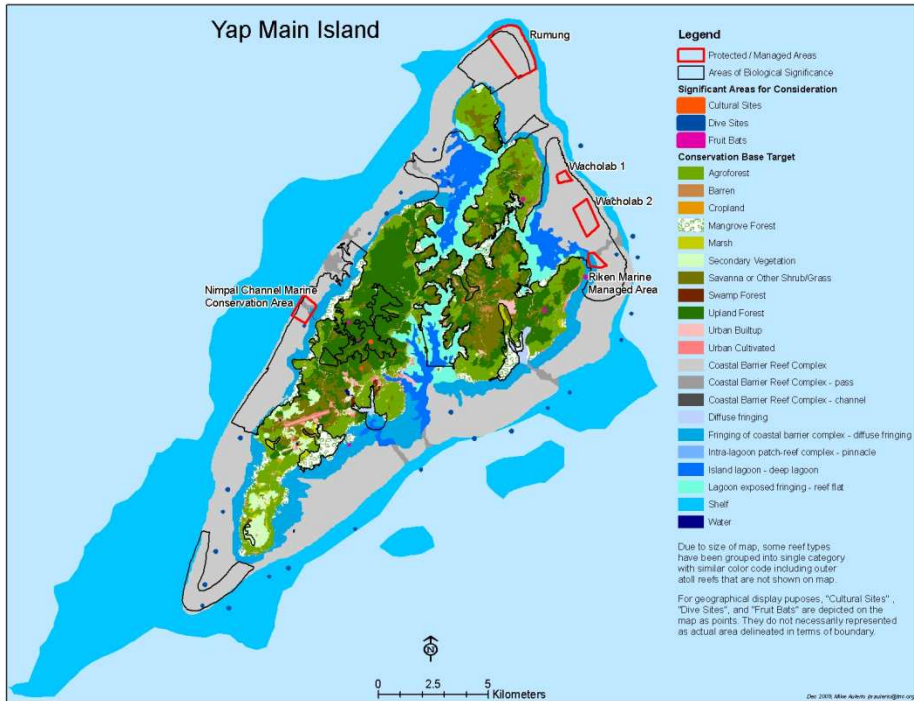 Yap Main Island
Rumung
Wacholab 1
Wacholab 2
Riken Marine
Managed Area
Nimpal Channel Marine
Conservation Area
Legend
Protected / Managed Areas
Areas of Biological Significance
Significant Areas for Consideration
Cultural Sites
Dive Sites
Fruit Bats
Conservation Base Target
Agroforest
Barren
Cropland
Mangrove Forest
Marsh
Secondary Vegetation
Savanna or Other Shrub/Grass
Swamp Forest
Upland Forest
Urban Builtup
Urban Cultivated
Coastal Barrier Reef Complex
Coastal Barrier Reef Complex - pass
Coastal Barrier Reef Complex - channel
Diffuse fringing
Fringing of coastal barrier complex - diffuse fringing
Intra-lagoon patch-reef complex - pinnacle
Island lagoon - deep lagoon
Lagoon exposed fringing - reef flat
Shelf
Water
Due to size of map, some reef types
have been grouped into single category
with similar color code including outer
atoll reefs that are not shown on map.
For geographical display puposes, "Cultural Sites" ,
"Dive Sites", and "Fruit Bats" are depicted on the
map as points. They do not necessarily represented
as actual area delineated in terms of boundary.
N
0 2.5 5
Kilometers
Dec 2009, Mike